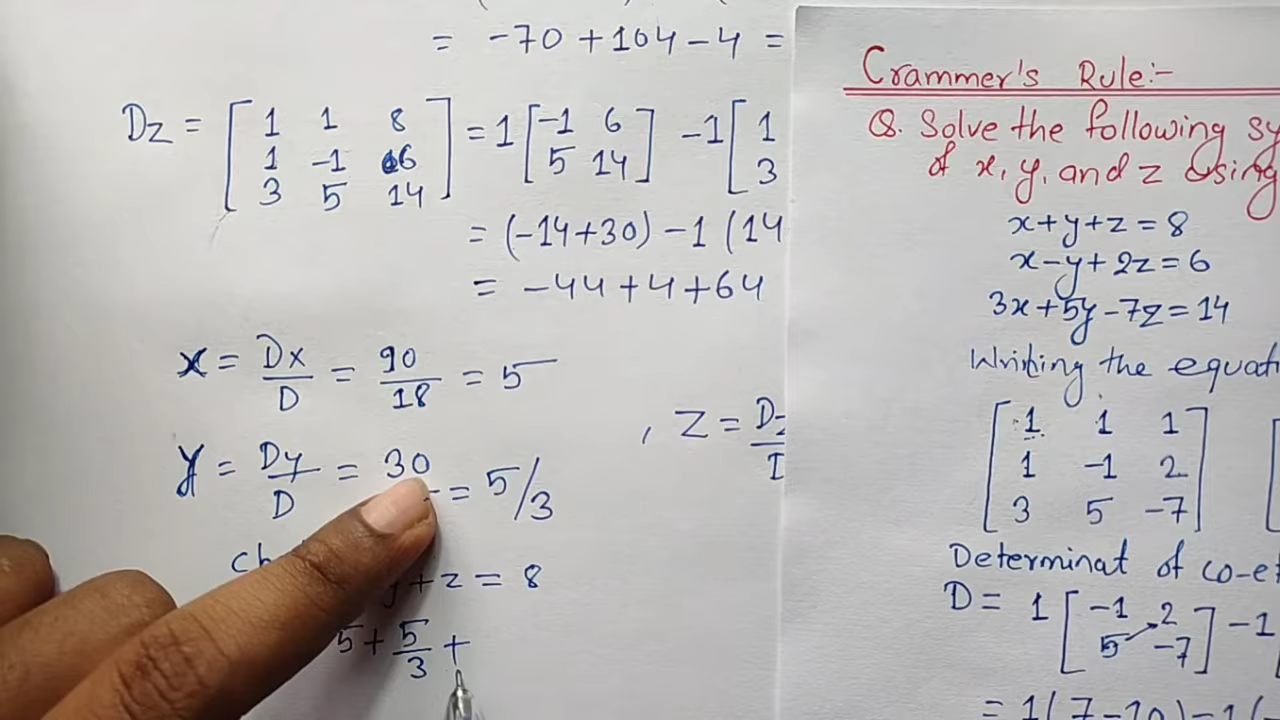 = -70 + 104 - 4 =
Dz = [ 1 1 8 = 1 [ -1 6 ] -1 [ 1
1 -1 6 5 14 3
3 5 14 ]
= (-14+30) - 1 (14
= -44 + 4 + 64
x = Dx/D = 90/18 = 5
y = Dy/D = 30 = 5/3
, Z = D
y + z = 8
5 + 5/3 +
Crammer's Rule:-
Q. Solve the following sy
of x, y, and z using
x+y+z = 8
x-y+2z = 6
3x+5y-7z = 14
Writing the equati
[ 1 1 1 ] [
1 -1 2
3 5 -7
Determinat of co-e
D = 1 [ -1 2 ] -1
5 -7
= 1(7-10)-1(-